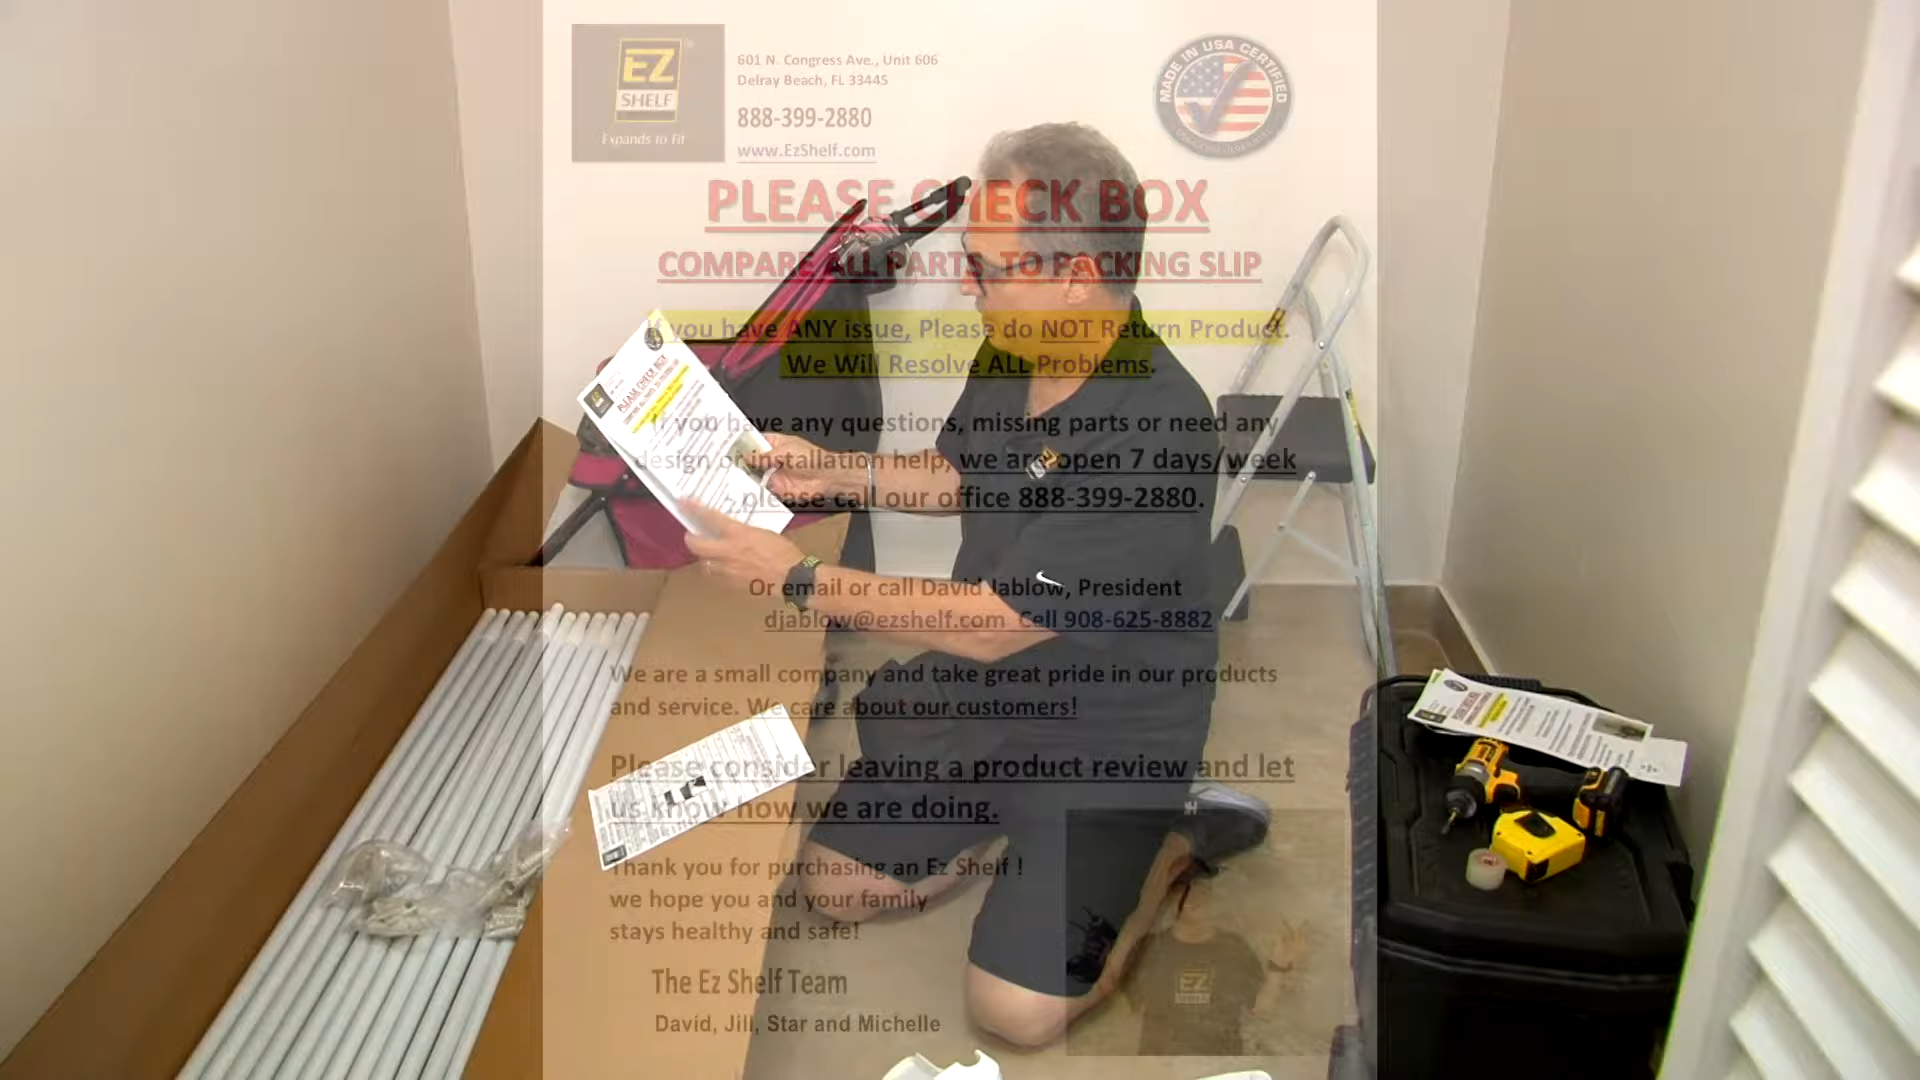 EZ
SHELF
Expands to Fit
601 N. Congress Ave., Unit 606
Delray Beach, FL 33445
888-399-2880
www.EzShelf.com
MADE IN USA CERTIFIED
PLEASE CHECK BOX
COMPARE ALL PARTS TO PACKING SLIP
If you have ANY issue, Please do NOT Return Product.
We Will Resolve ALL Problems.
If you have any questions, missing parts or need any
design or installation help, we are open 7 days/week
- please call our office 888-399-2880.
Or email or call David Jablow, President
djablow@ezshelf.com Cell 908-625-8882
We are a small company and take great pride in our products
and service. We care about our customers!
Please consider leaving a product review and let
us know how we are doing.
Thank you for purchasing an Ez Shelf !
we hope you and your family
stays healthy and safe!
The Ez Shelf Team
David, Jill, Star and Michelle
EZ
SHELF
PLEASE CHECK BOX